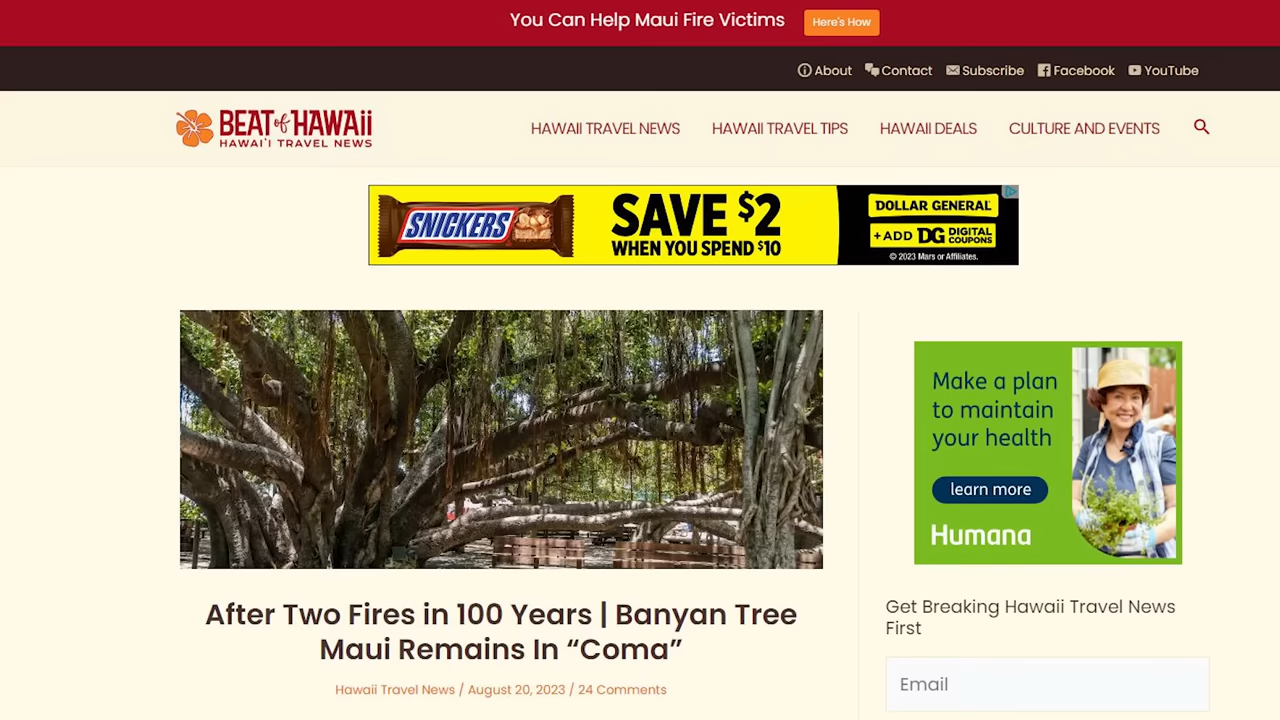 You Can Help Maui Fire Victims Here's How
About Contact Subscribe Facebook YouTube
BEAT of HAWAii
HAWAI'I TRAVEL NEWS
HAWAII TRAVEL NEWS HAWAII TRAVEL TIPS HAWAII DEALS CULTURE AND EVENTS
SNICKERS
SAVE $2
WHEN YOU SPEND $10
DOLLAR GENERAL
+ADD DG DIGITAL COUPONS
© 2023 Mars or Affiliates.
Make a plan
to maintain
your health
learn more
Humana
After Two Fires in 100 Years | Banyan Tree
Maui Remains In “Coma”
Hawaii Travel News / August 20, 2023 / 24 Comments
Get Breaking Hawaii Travel News
First
Email